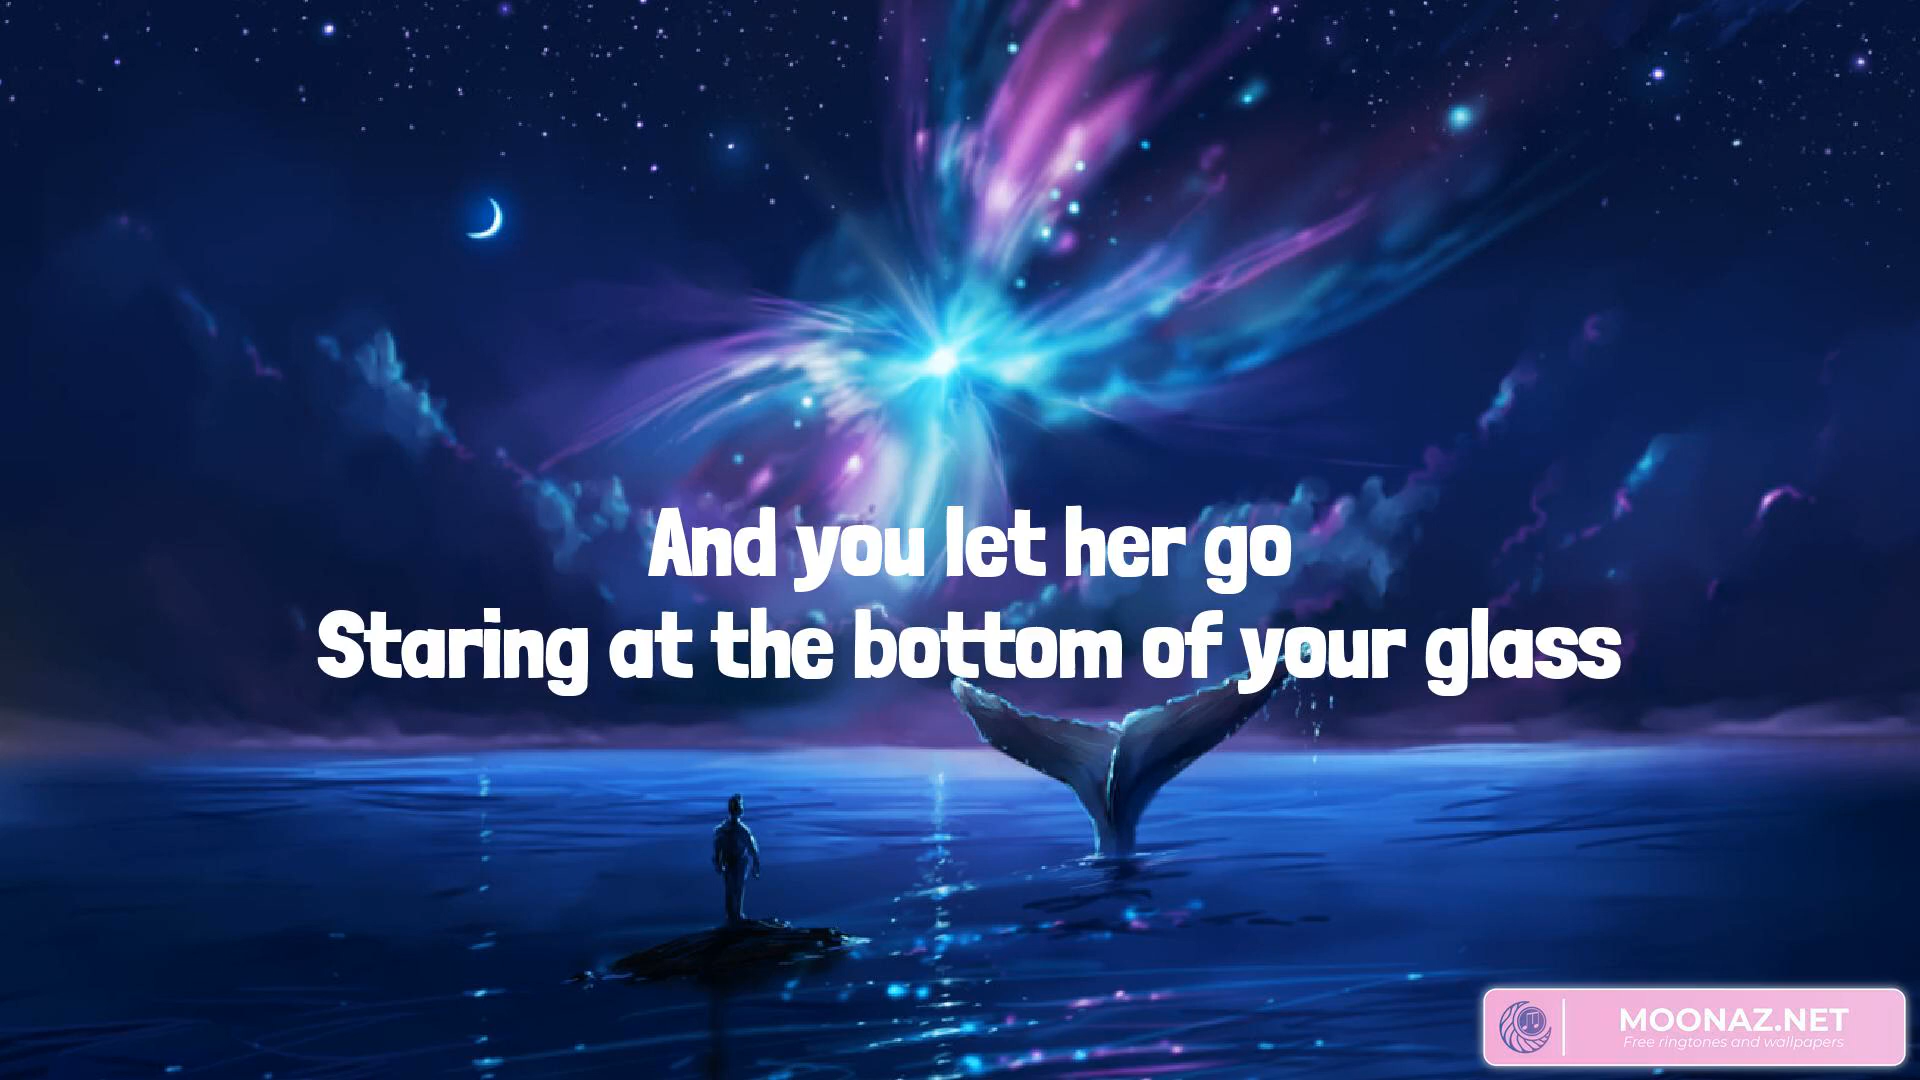 And you let her go
Staring at the bottom of your glass
MOONAZ.NET
Free ringtones and wallpapers